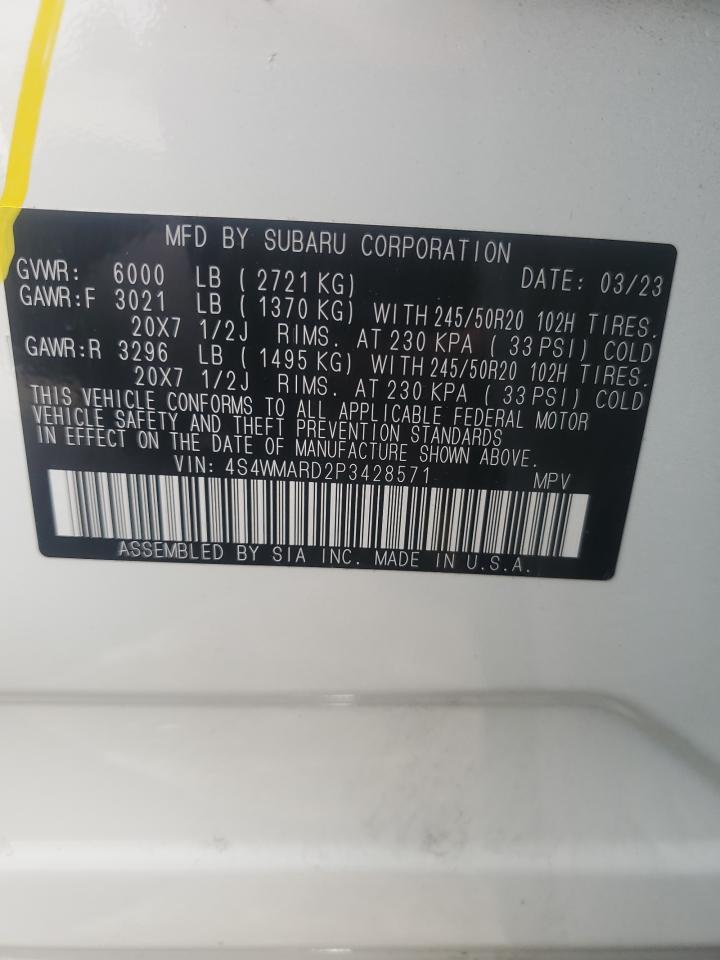 MFD BY SUBARU CORPORATION
GVWR: 6000 LB ( 2721 KG) DATE: 03/23
GAWR:F 3021 LB ( 1370 KG) WITH 245/50R20 102H TIRES.
20X7 1/2J RIMS. AT 230 KPA ( 33 PSI) COLD
GAWR:R 3296 LB ( 1495 KG) WITH 245/50R20 102H TIRES.
20X7 1/2J RIMS. AT 230 KPA ( 33 PSI) COLD
THIS VEHICLE CONFORMS TO ALL APPLICABLE FEDERAL MOTOR
VEHICLE SAFETY AND THEFT PREVENTION STANDARDS
IN EFFECT ON THE DATE OF MANUFACTURE SHOWN ABOVE.
VIN: 4S4WMARD2P3428571 MPV
ASSEMBLED BY SIA INC. MADE IN U.S.A.